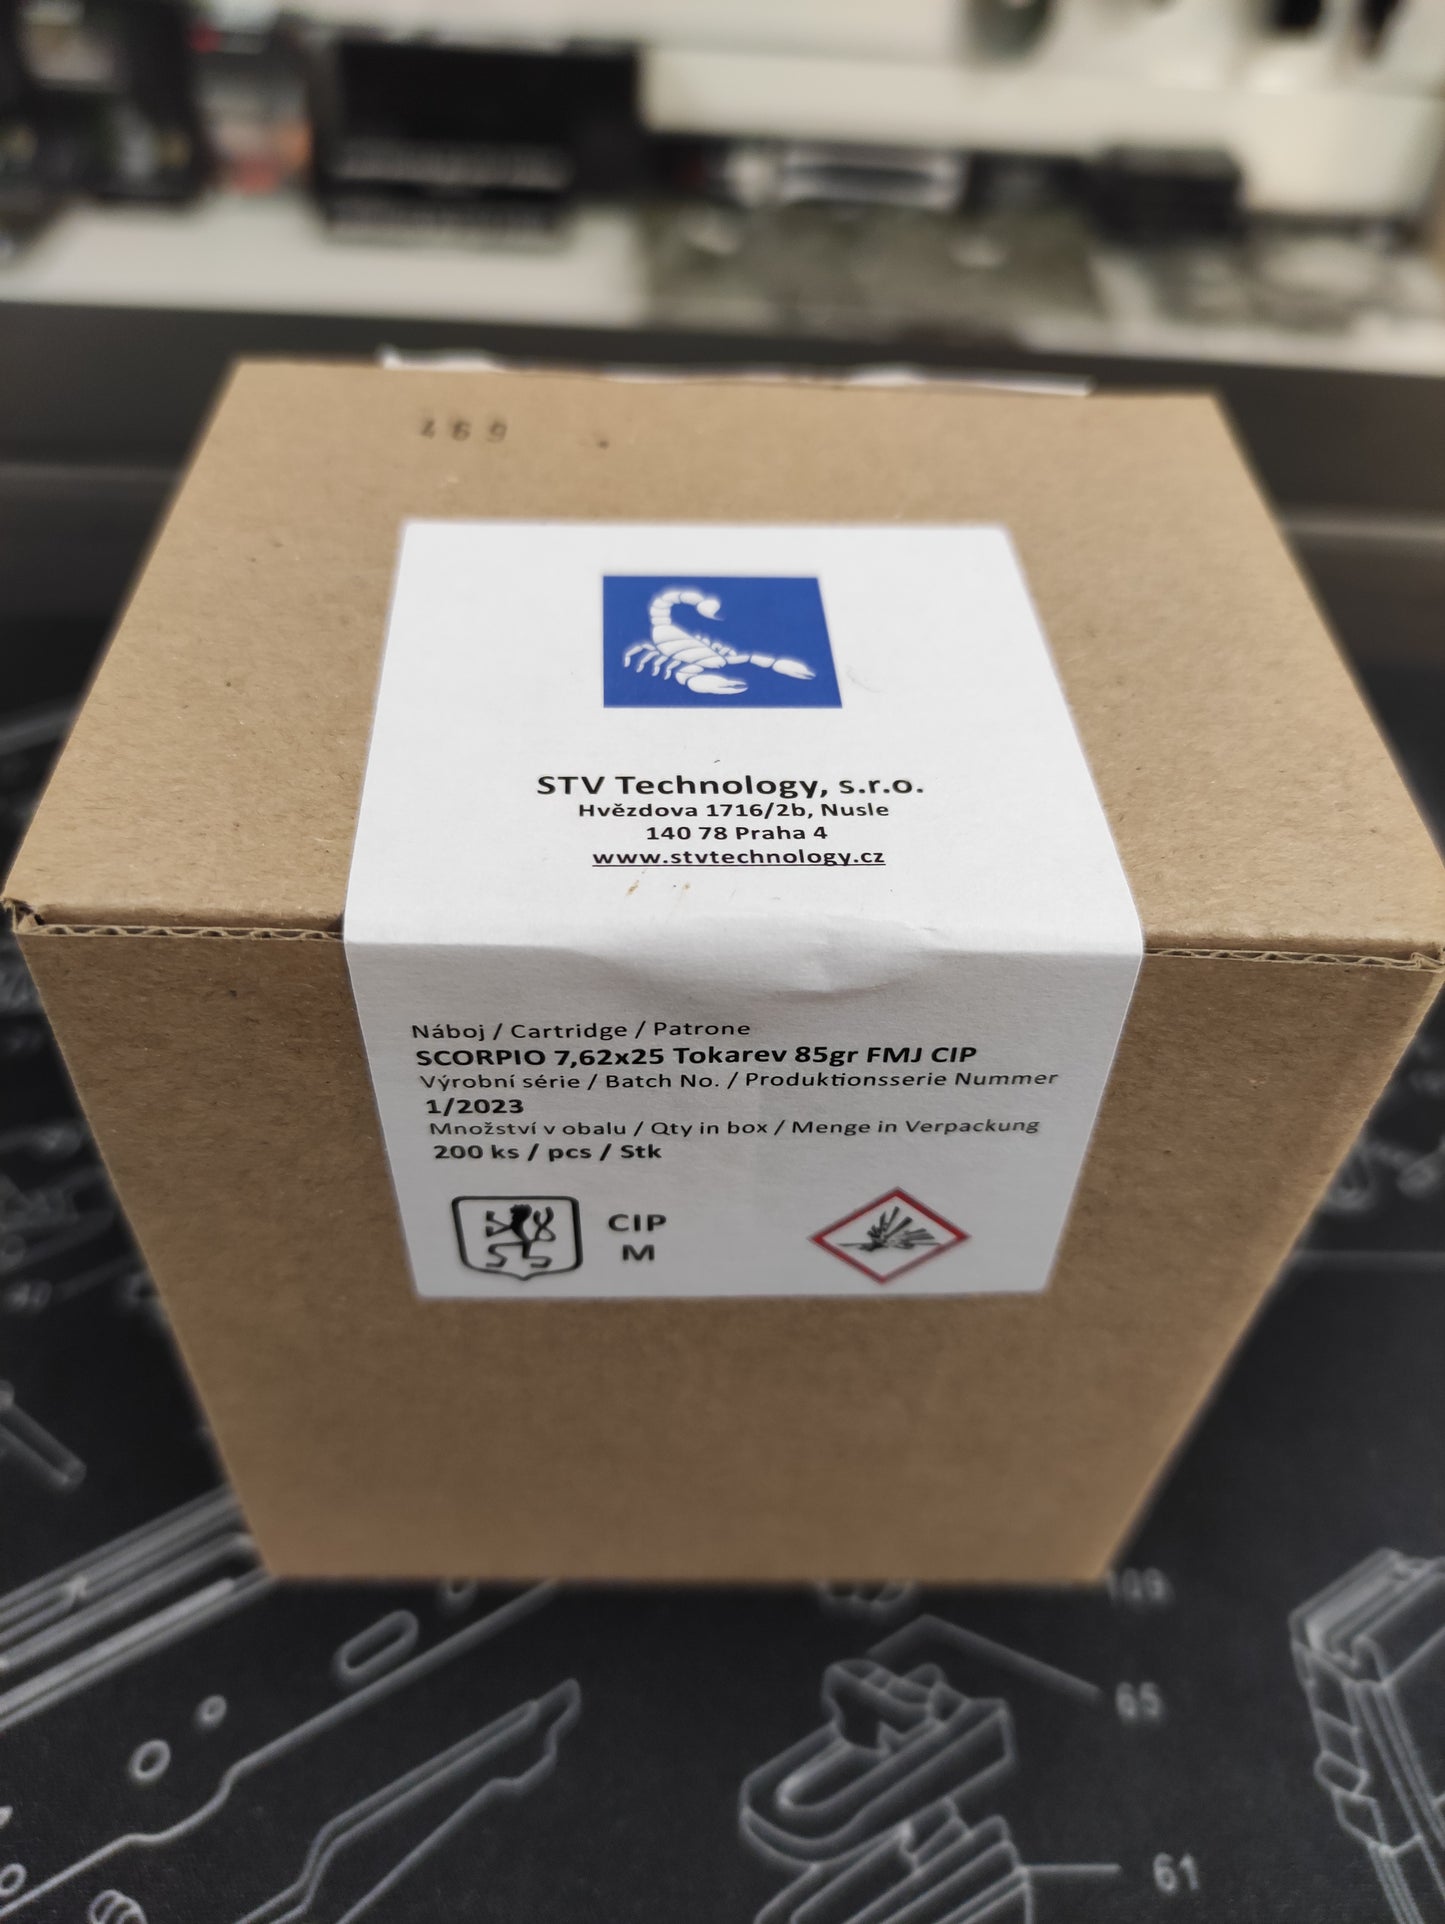 469
STV Technology, s.r.o.
Hvězdova 1716/2b, Nusle
140 78 Praha 4
www.stvtechnology.cz
Náboj / Cartridge / Patrone
SCORPIO 7,62x25 Tokarev 85gr FMJ CIP
Výrobní série / Batch No. / Produktionsserie Nummer
1/2023
Množství v obalu / Qty in box / Menge in Verpackung
200 ks / pcs / Stk
CIP
M
65
61